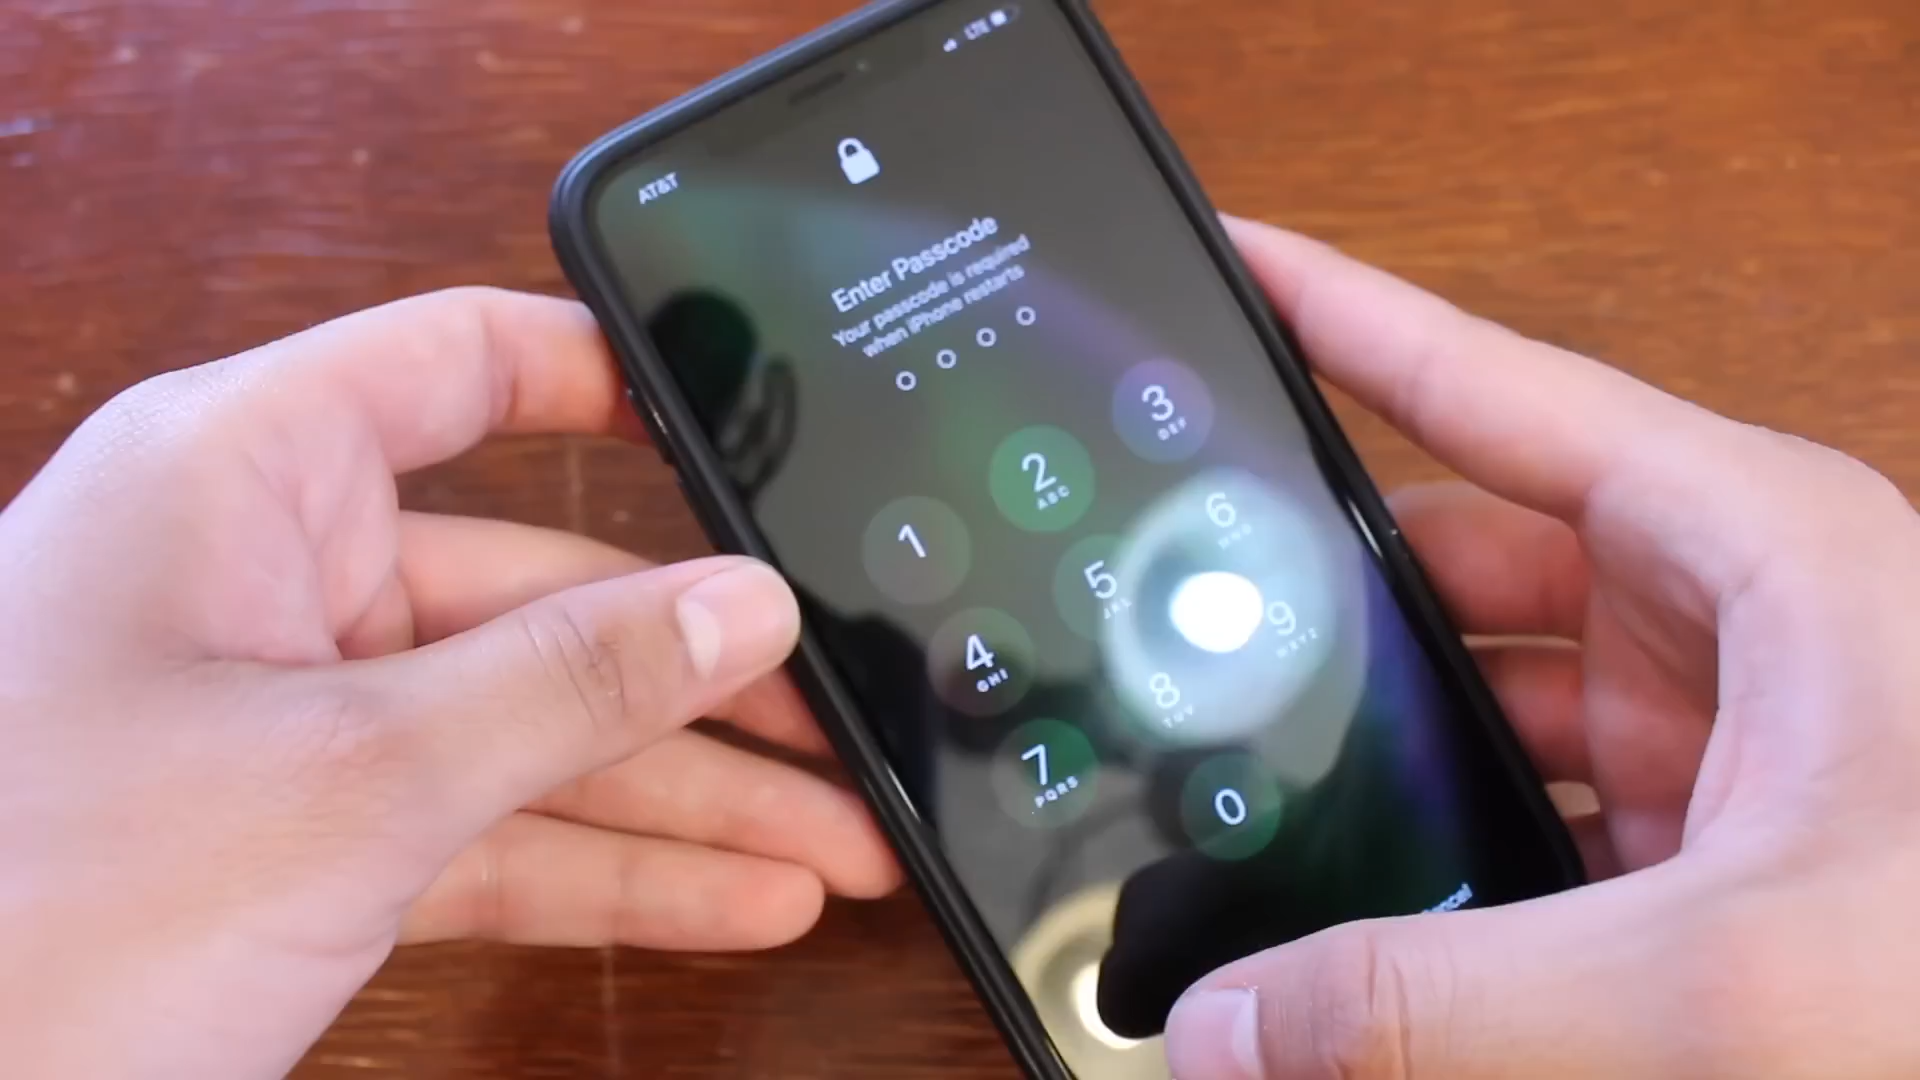 AT&T
LTE
Enter Passcode
Your passcode is required
when iPhone restarts
1
2
ABC
3
DEF
4
GHI
5
JKL
6
MNO
7
PQRS
8
TUV
9
WXYZ
0